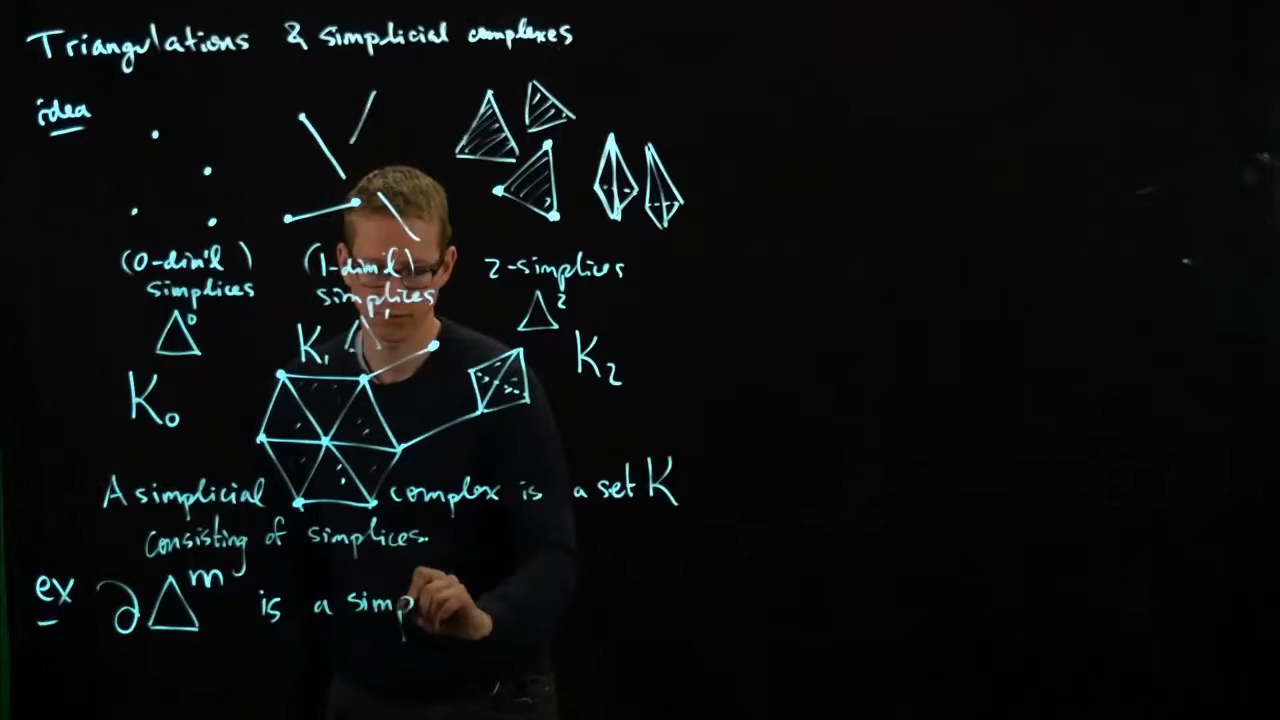 Triangulations & simplicial complexes
idea
(0-dim'l) simplices
(1-dim'l) simplices
2-simplices
Δ⁰
Δ¹
Δ²
K₀
K₁
K₂
A simplicial complex is a set K
consisting of simplices.
ex ∂Δᵐ is a simp